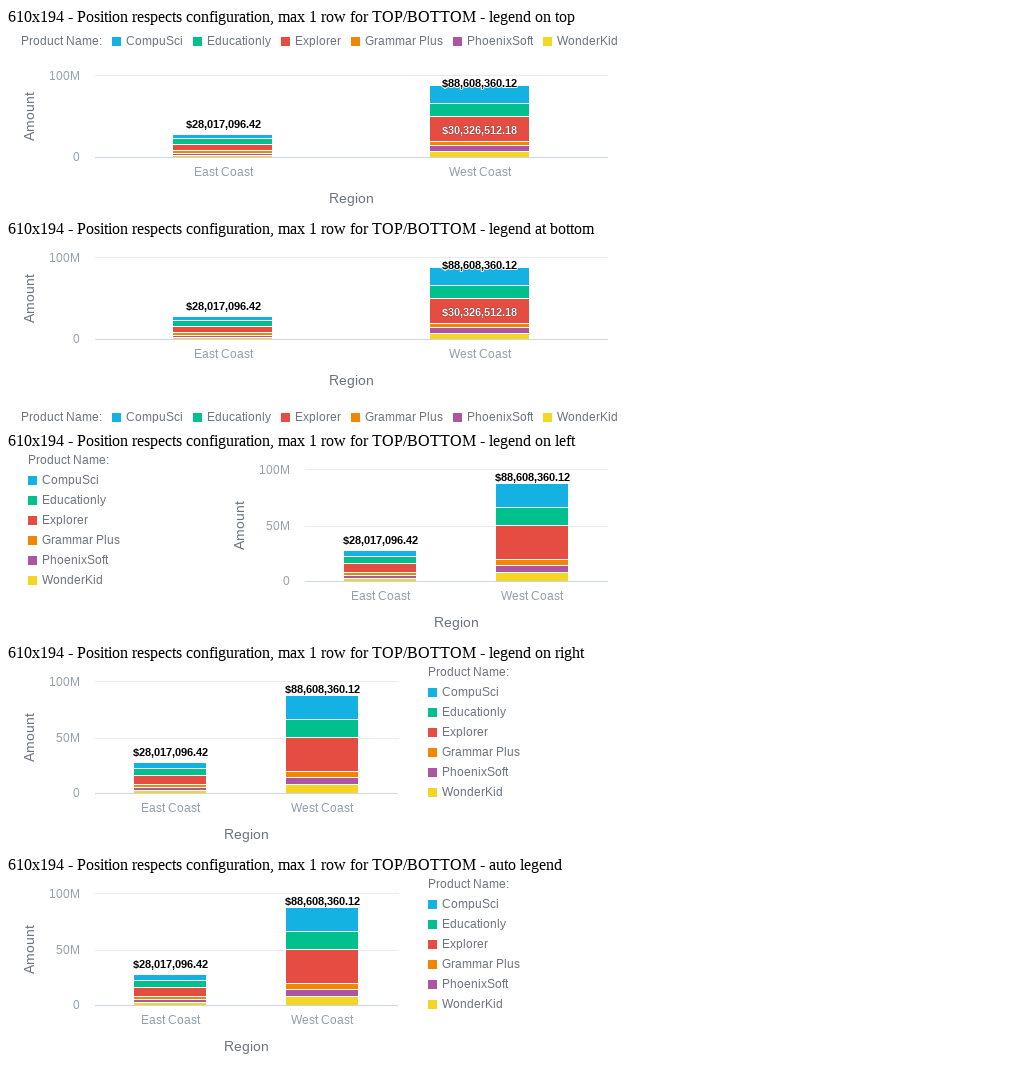 610x194 - Position respects configuration, max 1 row for TOP/BOTTOM - legend on top
Product Name: CompuSci Educationly Explorer Grammar Plus PhoenixSoft WonderKid
100M
$88,608,360.12
Amount
$28,017,096.42
$30,326,512.18
0
East Coast West Coast
Region
610x194 - Position respects configuration, max 1 row for TOP/BOTTOM - legend at bottom
100M
$88,608,360.12
Amount
$28,017,096.42
$30,326,512.18
0
East Coast West Coast
Region
Product Name: CompuSci Educationly Explorer Grammar Plus PhoenixSoft WonderKid
610x194 - Position respects configuration, max 1 row for TOP/BOTTOM - legend on left
Product Name:
CompuSci
Educationly
Explorer
Grammar Plus
PhoenixSoft
WonderKid
100M
$88,608,360.12
Amount
50M
$28,017,096.42
0
East Coast West Coast
Region
610x194 - Position respects configuration, max 1 row for TOP/BOTTOM - legend on right
100M
$88,608,360.12
Amount
50M
$28,017,096.42
0
East Coast West Coast
Region
Product Name:
CompuSci
Educationly
Explorer
Grammar Plus
PhoenixSoft
WonderKid
610x194 - Position respects configuration, max 1 row for TOP/BOTTOM - auto legend
100M
$88,608,360.12
Amount
50M
$28,017,096.42
0
East Coast West Coast
Region
Product Name:
CompuSci
Educationly
Explorer
Grammar Plus
PhoenixSoft
WonderKid